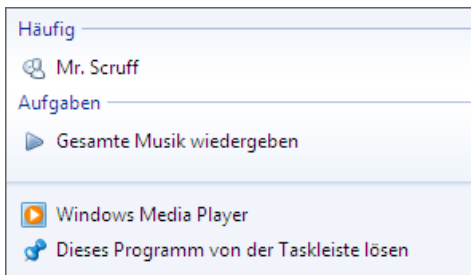 Häufig
Mr. Scruff
Aufgaben
Gesamte Musik wiedergeben
Windows Media Player
Dieses Programm von der Taskleiste lösen